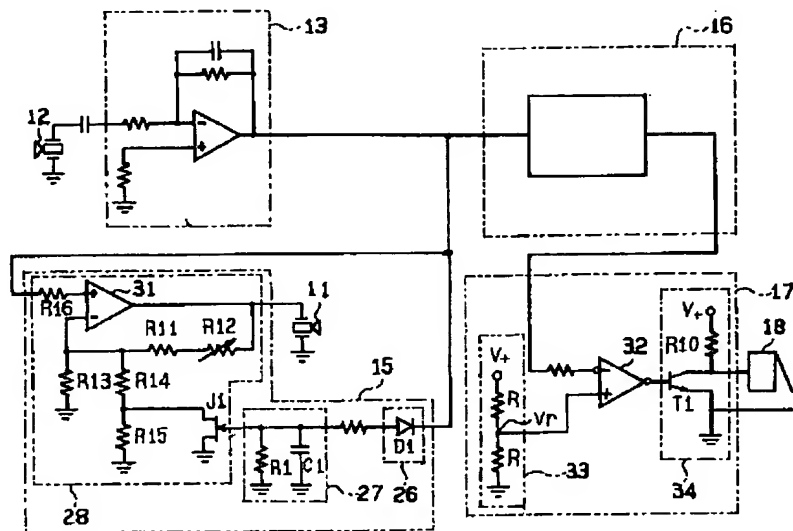 13
16
12
-
+
R16
+
-
31
R11
R12
11
R13
R14
R15
J1
15
R1
C1
D1
28
27
26
17
V+
R
Vr
R
33
-
+
32
V+
R10
T1
34
18